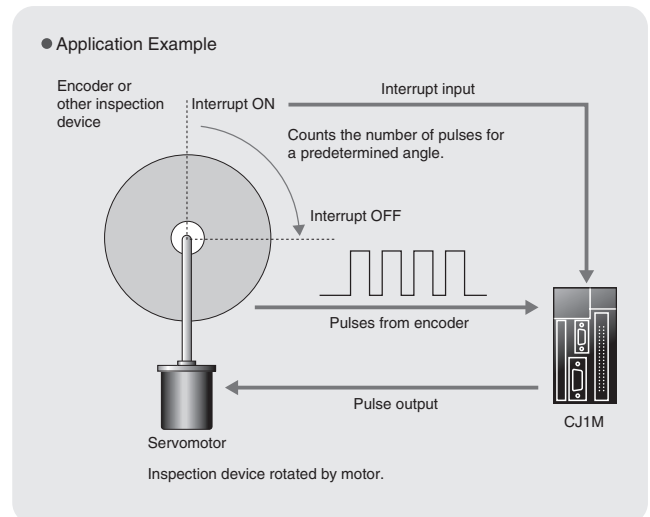 ● Application Example
Encoder or
other inspection
device
Interrupt ON
Interrupt input
Counts the number of pulses for
a predetermined angle.
Interrupt OFF
Pulses from encoder
Pulse output
CJ1M
Servomotor
Inspection device rotated by motor.